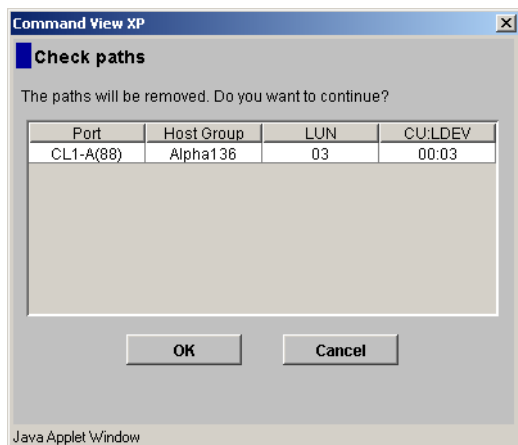 Command View XP
Check paths
The paths will be removed. Do you want to continue?
Port Host Group LUN CU:LDEV
CL1-A(88) Alpha136 03 00:03
OK Cancel
Java Applet Window